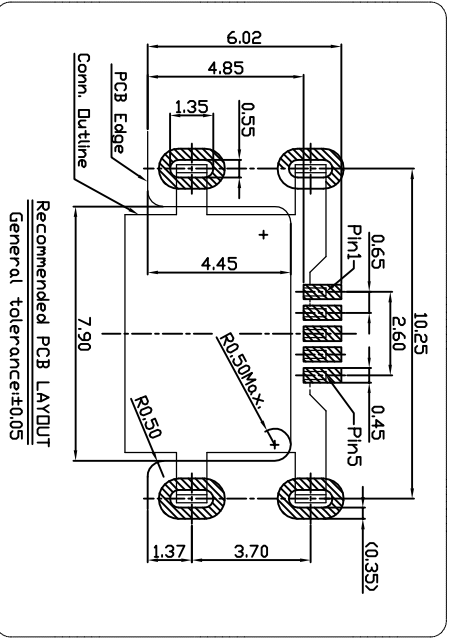 6.02
4.85
1.35
0.55
PCB Edge
Conn. Outline
0.65
Pin1
10.25
2.60
0.45
Pin5
4.45
7.90
R0.50Max.
R0.50
(0.35)
1.37
3.70
Recommended PCB LAYOUT
General tolerance:±0.05